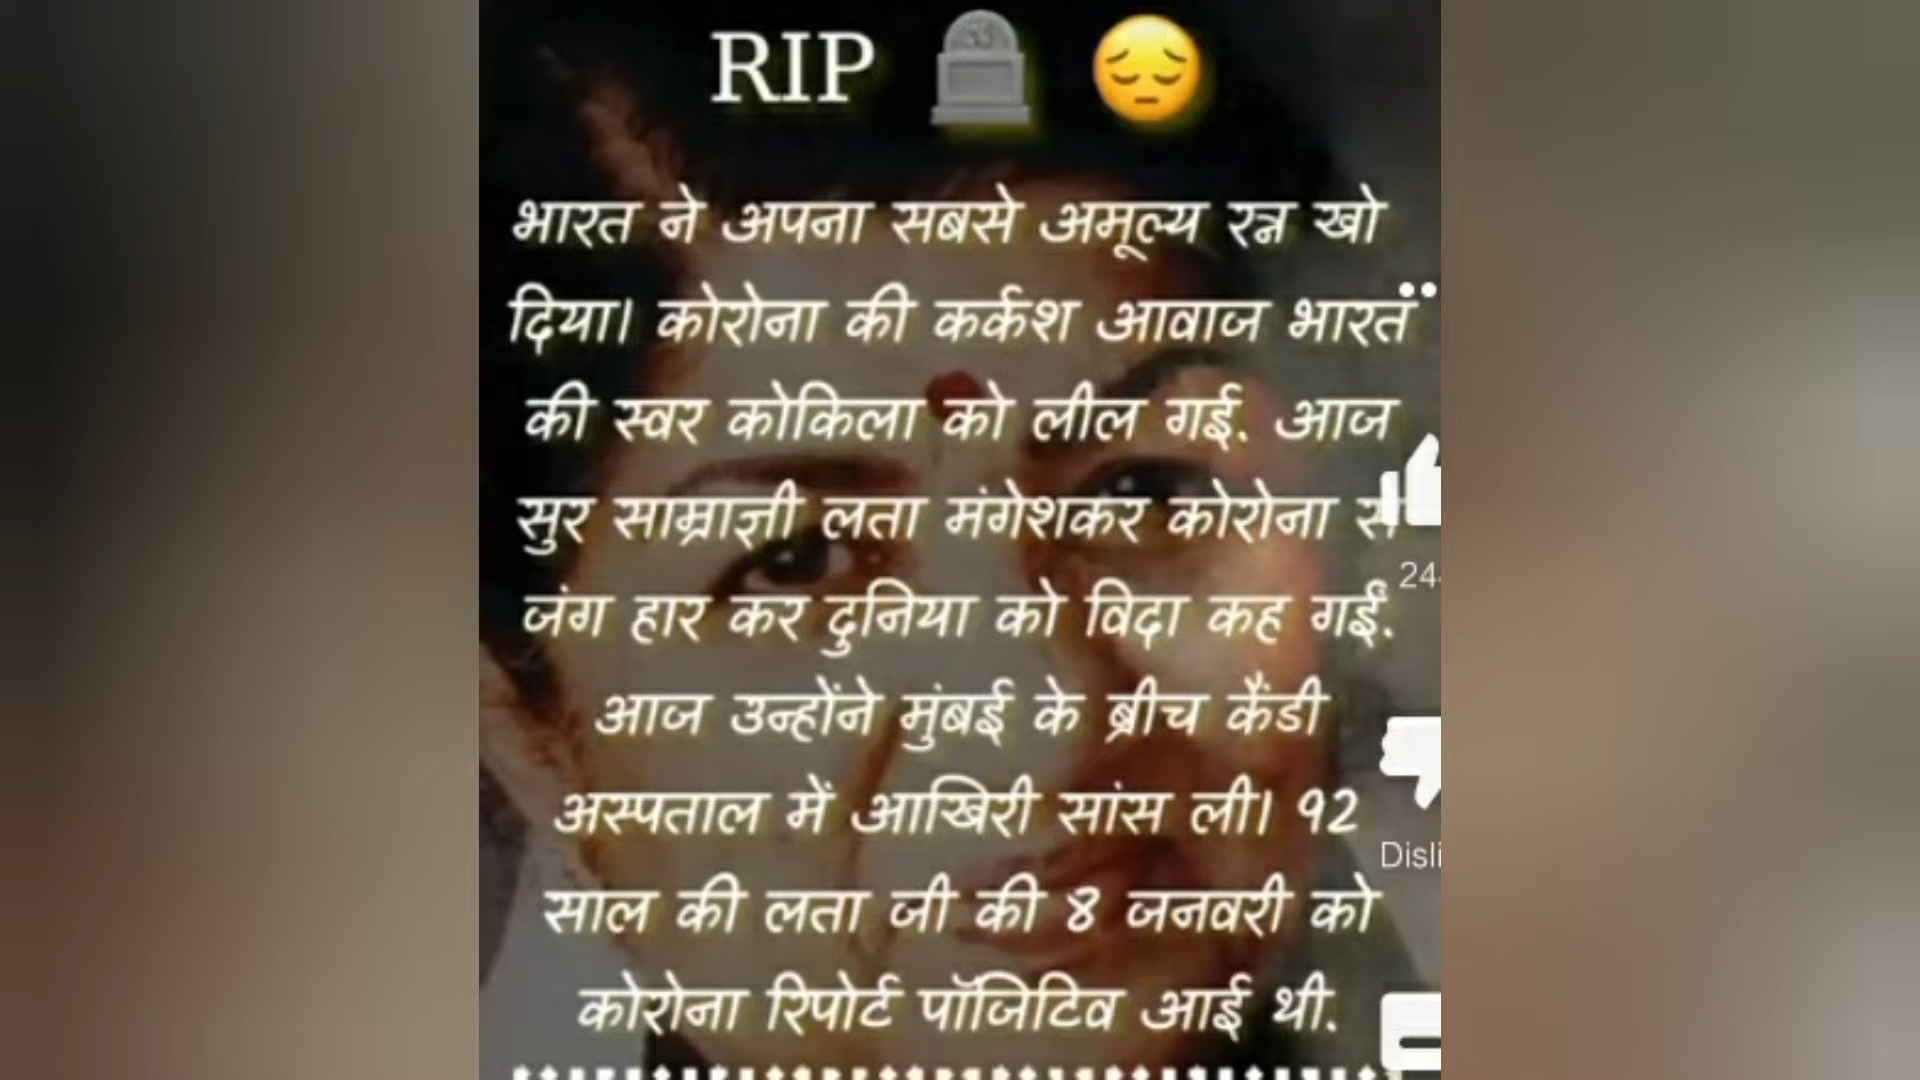 RIP
भारत ने अपना सबसे अमूल्य रत्न खो
दिया। कोरोना की कर्कश आवाज भारत
की स्वर कोकिला को लील गई. आज
सुर साम्राज्ञी लता मंगेशकर कोरोना
जंग हार कर दुनिया को विदा कह गईं.
आज उन्होंने मुंबई के ब्रीच कैंडी
अस्पताल में आखिरी सांस ली। 92
साल की लता जी की 8 जनवरी को
कोरोना रिपोर्ट पॉजिटिव आई थी.